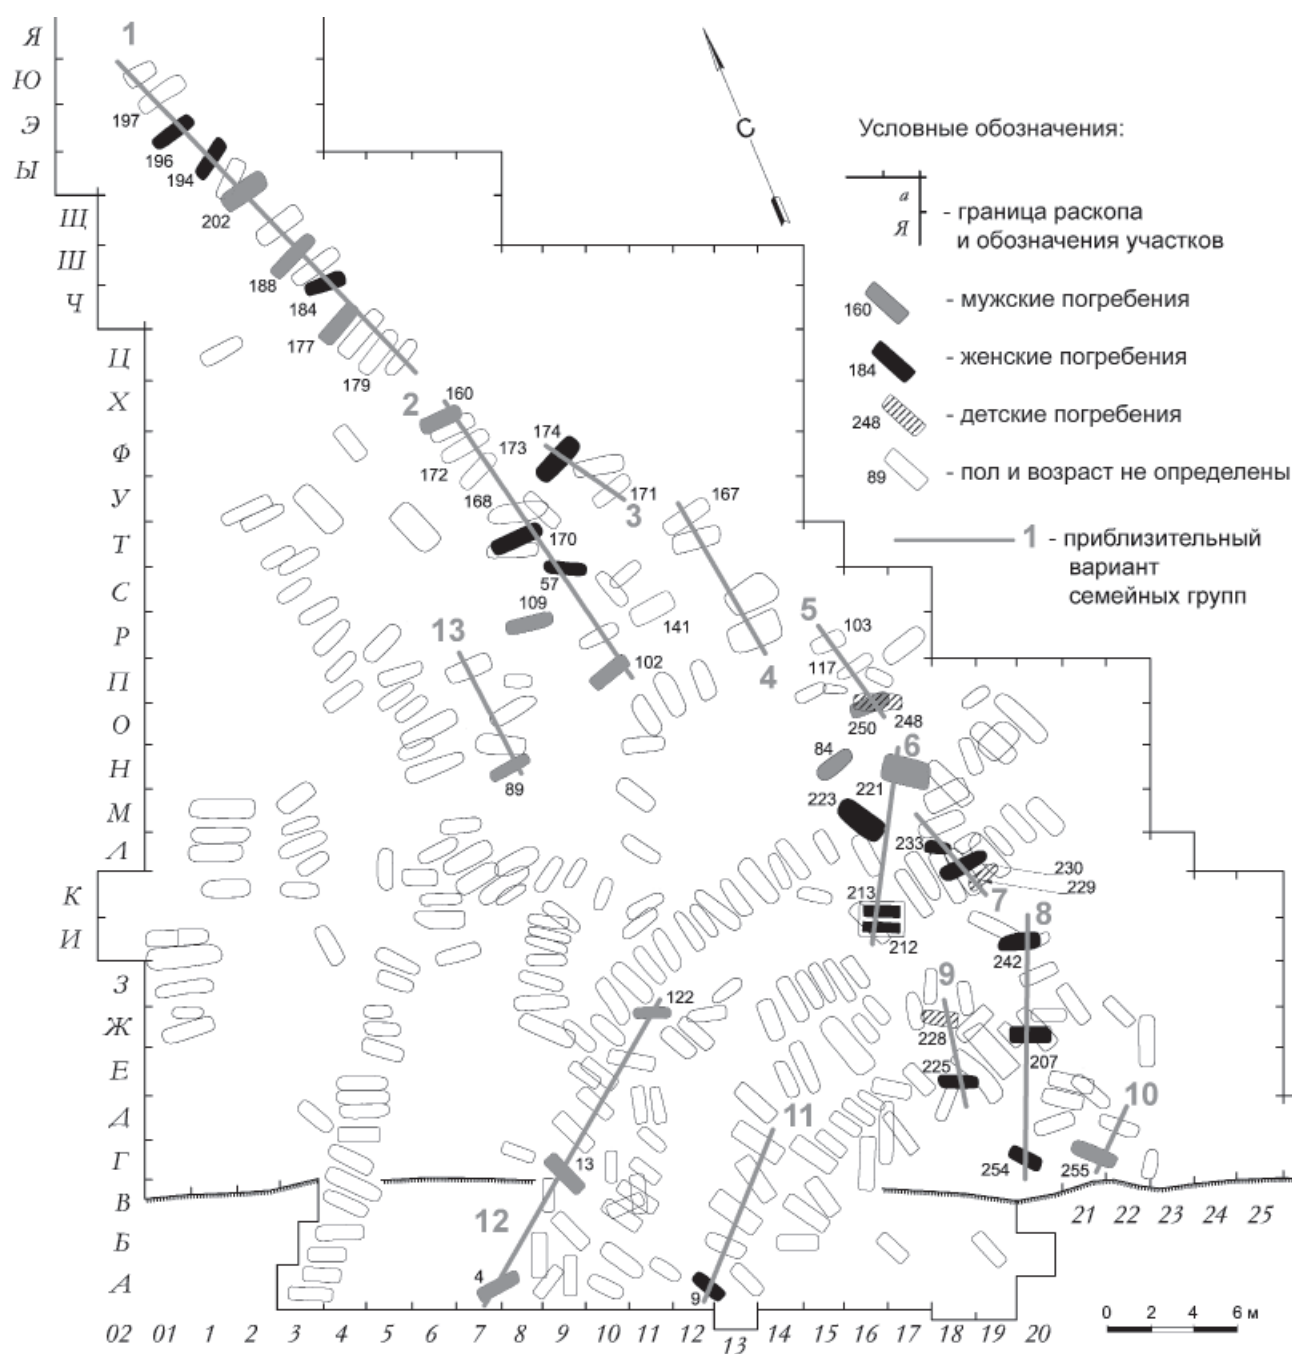 Я
Ю
Э
Ы
Щ
Ш
Ч
Ц
Х
Ф
У
Т
С
Р
П
О
Н
М
Л
К
И
З
Ж
Е
Д
Г
В
Б
А
02 01 1 2 3 4 5 6 7 8 9 10 11 12 13 14 15 16 17 18 19 20
21 22 23 24 25
С
Условные обозначения:
а
Я
- граница раскопа
и обозначения участков
160
- мужские погребения
184
- женские погребения
248
- детские погребения
89
- пол и возраст не определены
1 - приблизительный
вариант
семейных групп
1
197
196
194
202
188
184
177
179
2
160
172
173
168
174
171
3
167
170
57
109
141
102
4
13
89
5
103
117
250
248
84
6
221
223
233
230
229
7
213
212
8
242
9
228
225
207
10
254
255
122
11
13
12
4
9
0 2 4 6 м